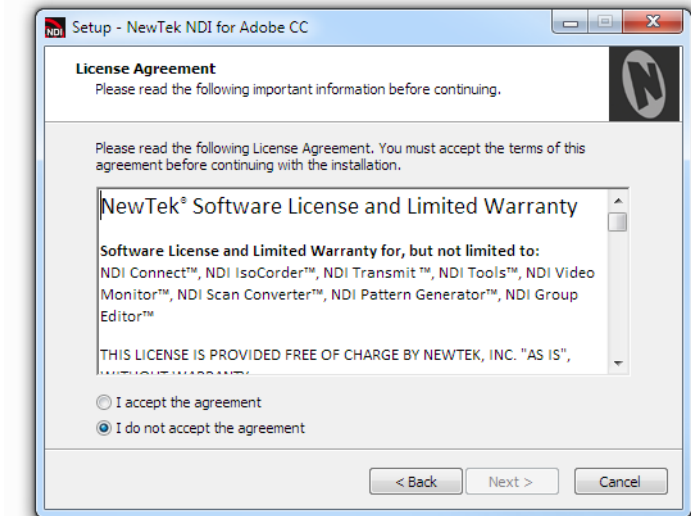 NDI Setup - NewTek NDI for Adobe CC
License Agreement
Please read the following important information before continuing.
N
Please read the following License Agreement. You must accept the terms of this
agreement before continuing with the installation.
NewTek® Software License and Limited Warranty
Software License and Limited Warranty for, but not limited to:
NDI Connect™, NDI IsoCorder™, NDI Transmit ™, NDI Tools™, NDI Video
Monitor™, NDI Scan Converter™, NDI Pattern Generator™, NDI Group
Editor™
THIS LICENSE IS PROVIDED FREE OF CHARGE BY NEWTEK, INC. "AS IS",
WITHOUT WARRANTY
I accept the agreement
I do not accept the agreement
< Back Next > Cancel